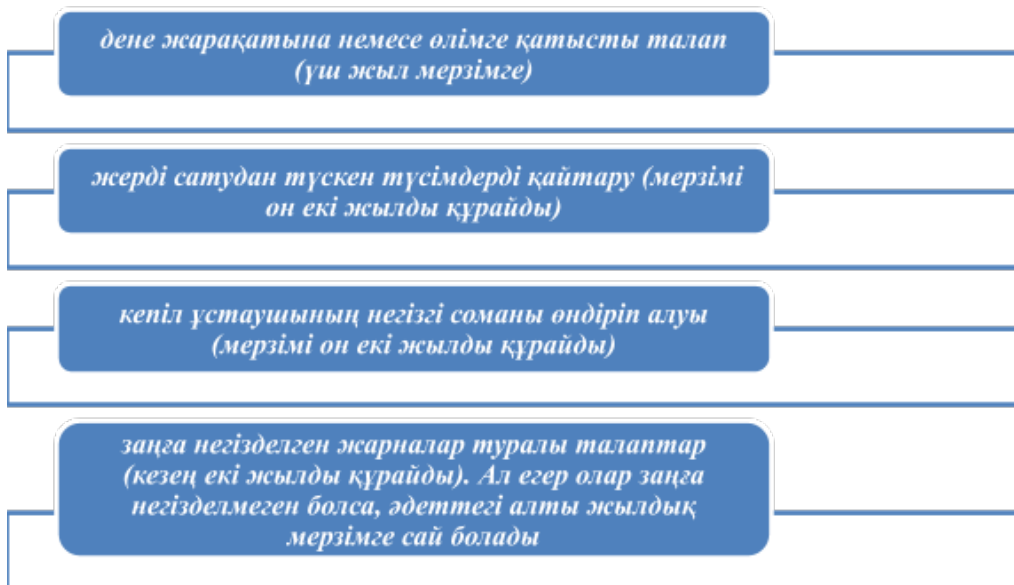 дене жарақатына немесе өлімге қатысты талап
(үш жыл мерзімге)
жерді сатудан түскен түсімдерді қайтару (мерзімі
он екі жылды құрайды)
кепіл ұстаушының негізгі соманы өндіріп алуы
(мерзімі он екі жылды құрайды)
заңға негізделген жарналар туралы талаптар
(кезең екі жылды құрайды). Ал егер олар заңға
негізделмеген болса, әдеттегі алты жылдық
мерзімге сай болады